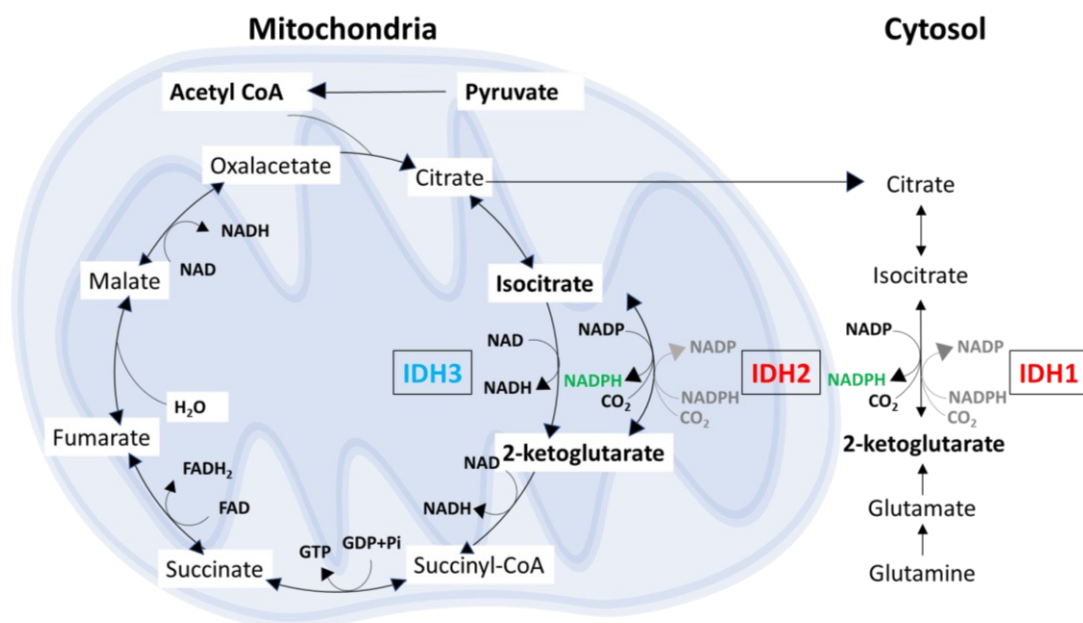 Mitochondria
Cytosol
Acetyl CoA
Pyruvate
Oxalacetate
Citrate
Citrate
NADH
NAD
Malate
Isocitrate
Isocitrate
NAD
NADP
NADP
IDH3
NADH
NADPH
CO₂
NADPH
CO₂
IDH2
NADP
NADP
NADPH
CO₂
NADPH
CO₂
IDH1
H₂O
Fumarate
2-ketoglutarate
2-ketoglutarate
NAD
NADH
FADH₂
FAD
GTP
GDP+Pi
Succinate
Succinyl-CoA
Glutamate
Glutamine